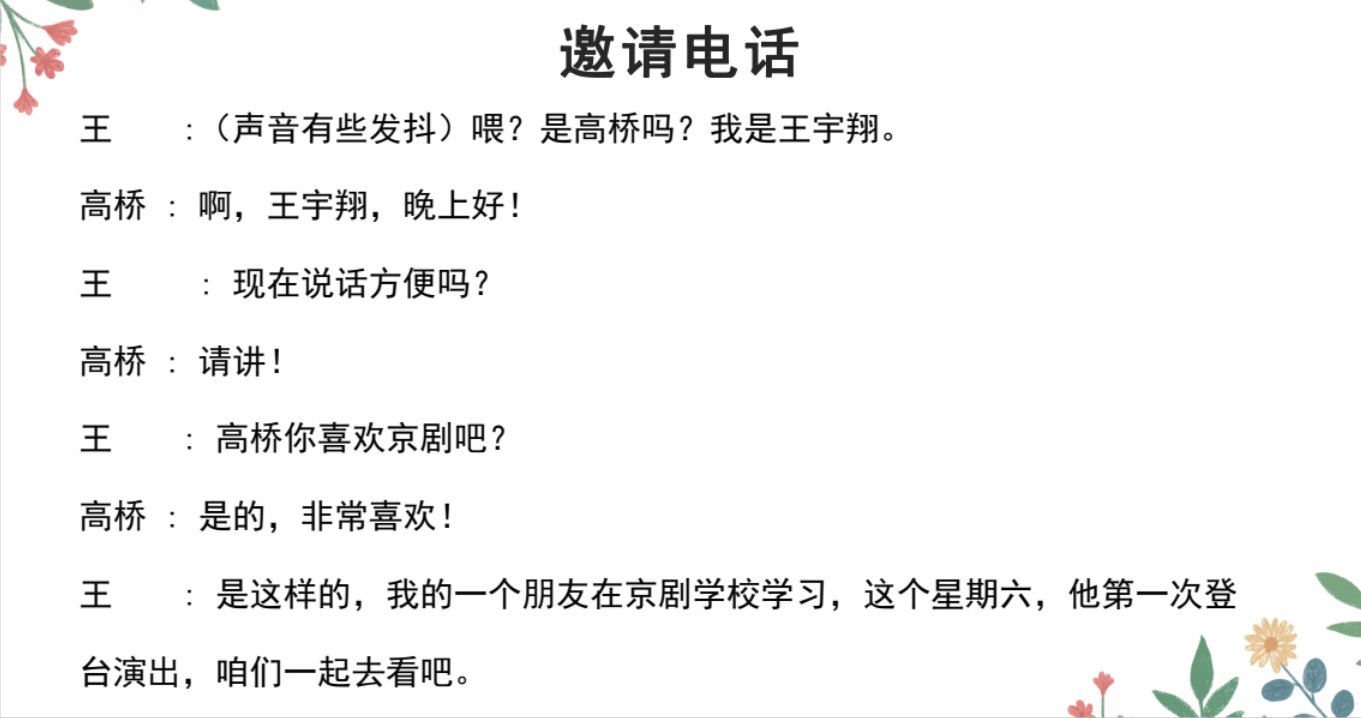 邀请电话
王　　:（声音有些发抖）喂？是高桥吗？我是王宇翔。
高桥 : 啊，王宇翔，晚上好！
王　　: 现在说话方便吗？
高桥 : 请讲！
王　　: 高桥你喜欢京剧吧？
高桥 : 是的，非常喜欢！
王　　: 是这样的，我的一个朋友在京剧学校学习，这个星期六，他第一次登
台演出，咱们一起去看吧。